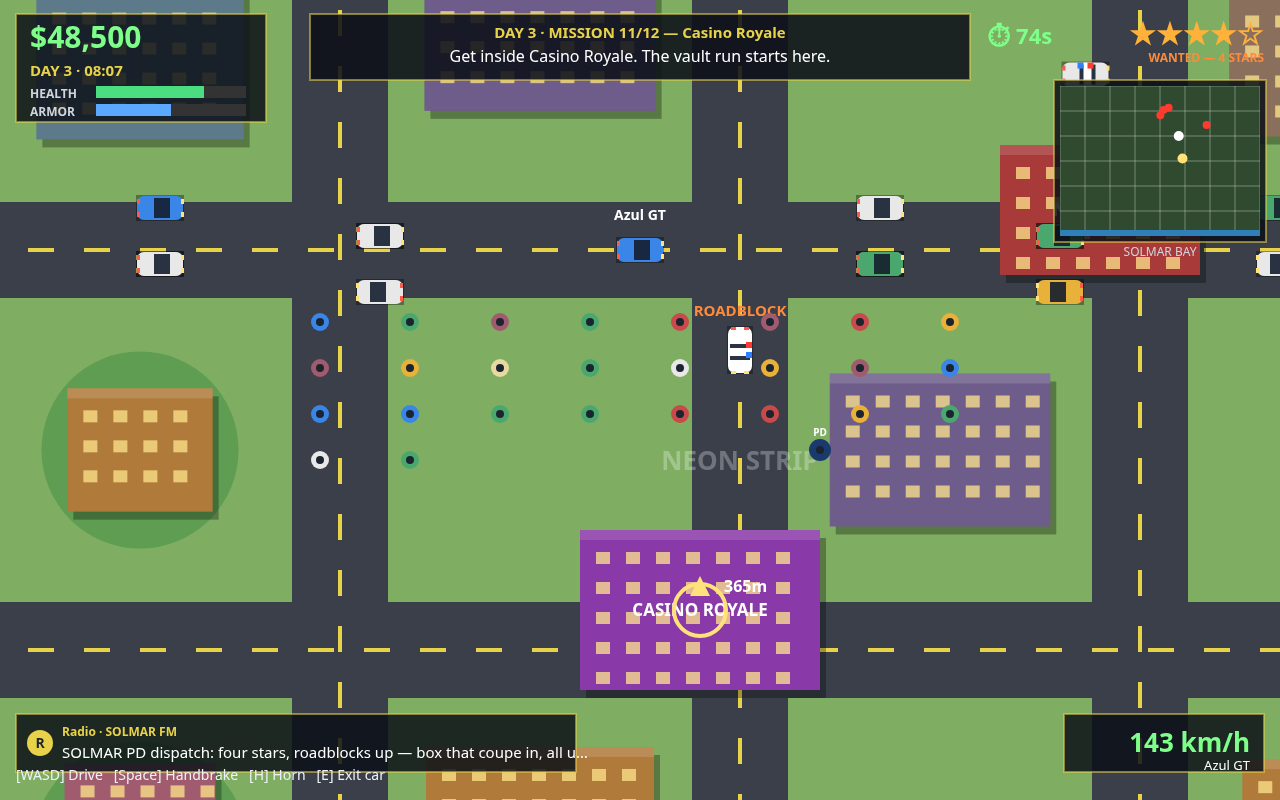 $48,500
DAY 3 · 08:07
HEALTH
ARMOR
DAY 3 · MISSION 11/12 — Casino Royale
Get inside Casino Royale. The vault run starts here.
⏱ 74s
★★★★☆
WANTED — 4 STARS
SOLMAR BAY
Azul GT
ROADBLOCK
PD
NEON STRIP
365m
CASINO ROYALE
R
Radio · SOLMAR FM
SOLMAR PD dispatch: four stars, roadblocks up — box that coupe in, all u…
[WASD] Drive [Space] Handbrake [H] Horn [E] Exit car
143 km/h
Azul GT